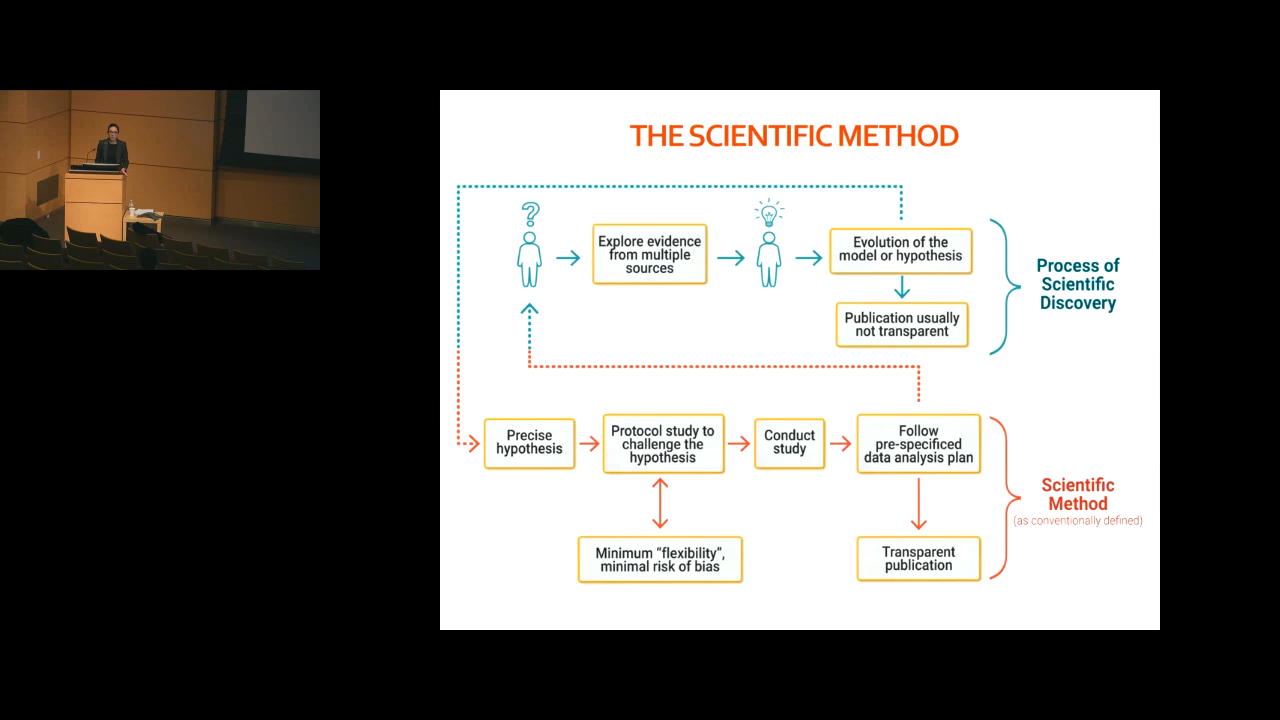 THE SCIENTIFIC METHOD
?
Explore evidence
from multiple
sources
Evolution of the
model or hypothesis
Publication usually
not transparent
Process of
Scientific
Discovery
Precise
hypothesis
Protocol study to
challenge the
hypothesis
Conduct
study
Follow
pre-specificed
data analysis plan
Minimum “flexibility”,
minimal risk of bias
Transparent
publication
Scientific
Method
(as conventionally defined)